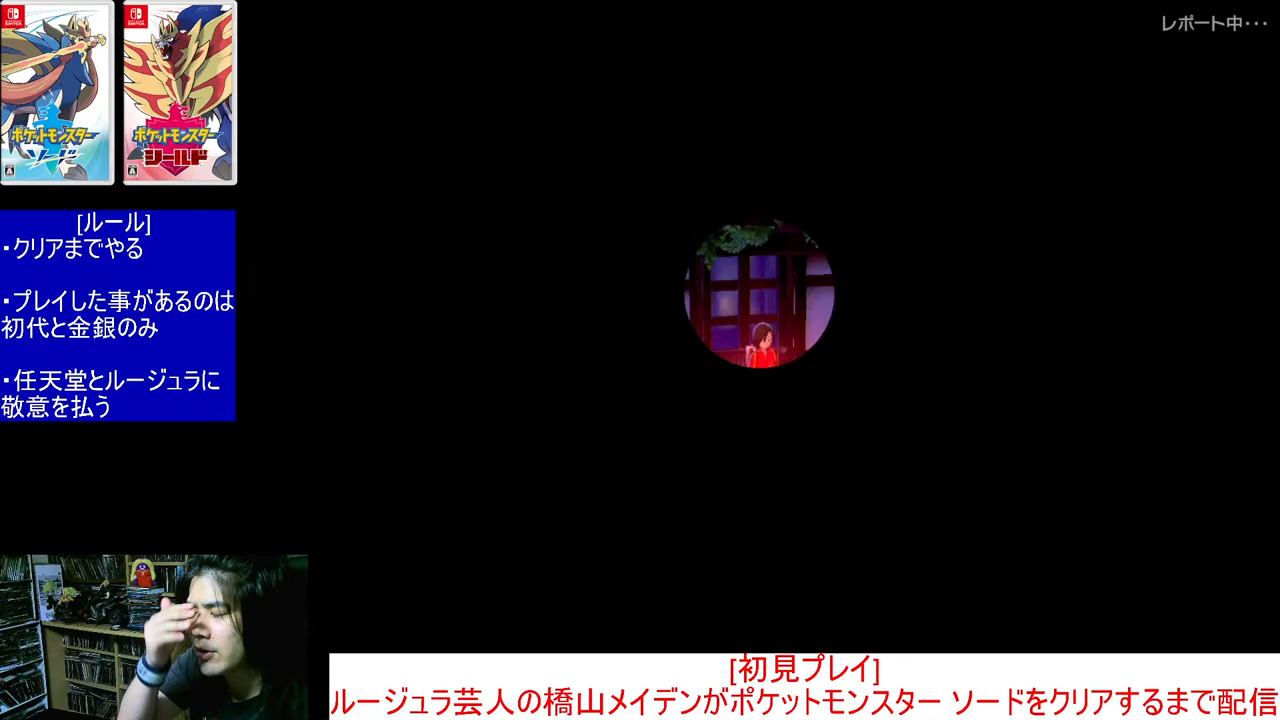 レポート中・・・
ポケットモンスター
ソード
ポケットモンスター
シールド
[ルール]
・クリアまでやる
・プレイした事があるのは
初代と金銀のみ
・任天堂とルージュラに
敬意を払う
[初見プレイ]
ルージュラ芸人の橋山メイデンがポケットモンスター ソードをクリアするまで配信